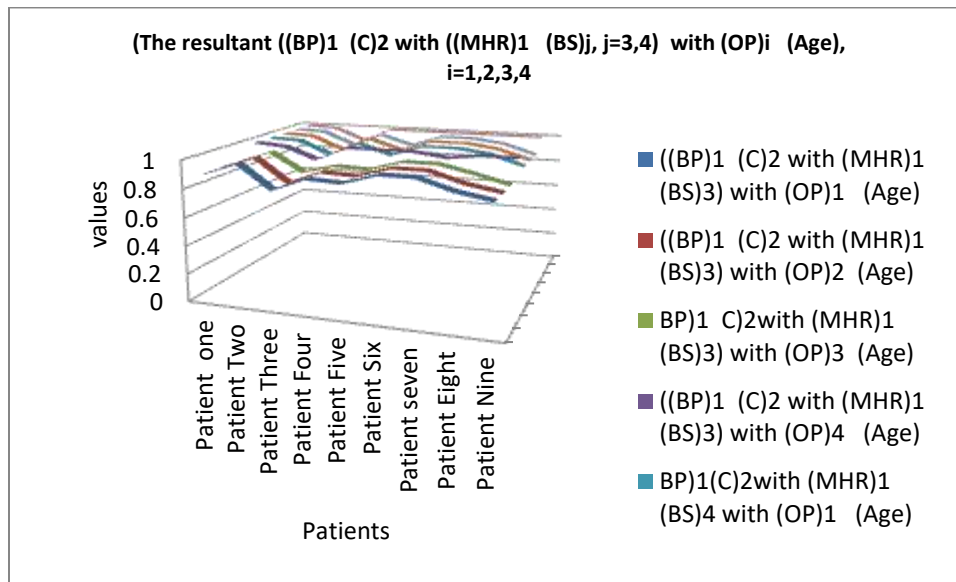 (The resultant ((BP)1 (C)2 with ((MHR)1 (BS)j, j=3,4) with (OP)i (Age),
i=1,2,3,4
1
0.8
0.6
0.4
0.2
0
values
Patient one
Patient Two
Patient Three
Patient Four
Patient Five
Patient Six
Patient seven
Patient Eight
Patient Nine
Patients
((BP)1 (C)2 with (MHR)1
(BS)3) with (OP)1 (Age)
((BP)1 (C)2 with (MHR)1
(BS)3) with (OP)2 (Age)
BP)1 C)2with (MHR)1
(BS)3) with (OP)3 (Age)
((BP)1 (C)2 with (MHR)1
(BS)3) with (OP)4 (Age)
BP)1(C)2with (MHR)1
(BS)4 with (OP)1 (Age)